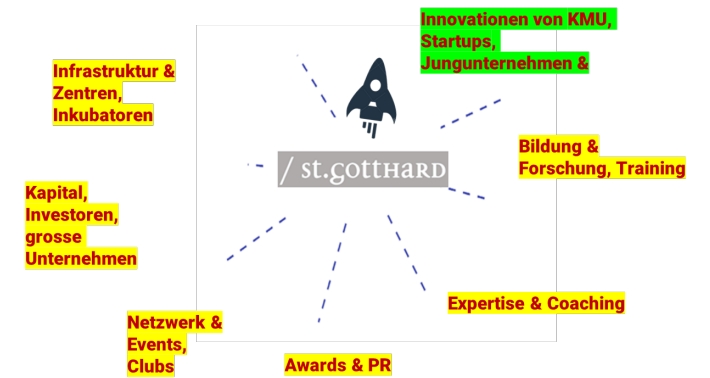 Innovationen von KMU,
Startups,
Jungunternehmen &
Infrastruktur &
Zentren,
Inkubatoren
/ st.gotthard
Bildung &
Forschung, Training
Kapital,
Investoren,
grosse
Unternehmen
Expertise & Coaching
Netzwerk &
Events,
Clubs
Awards & PR